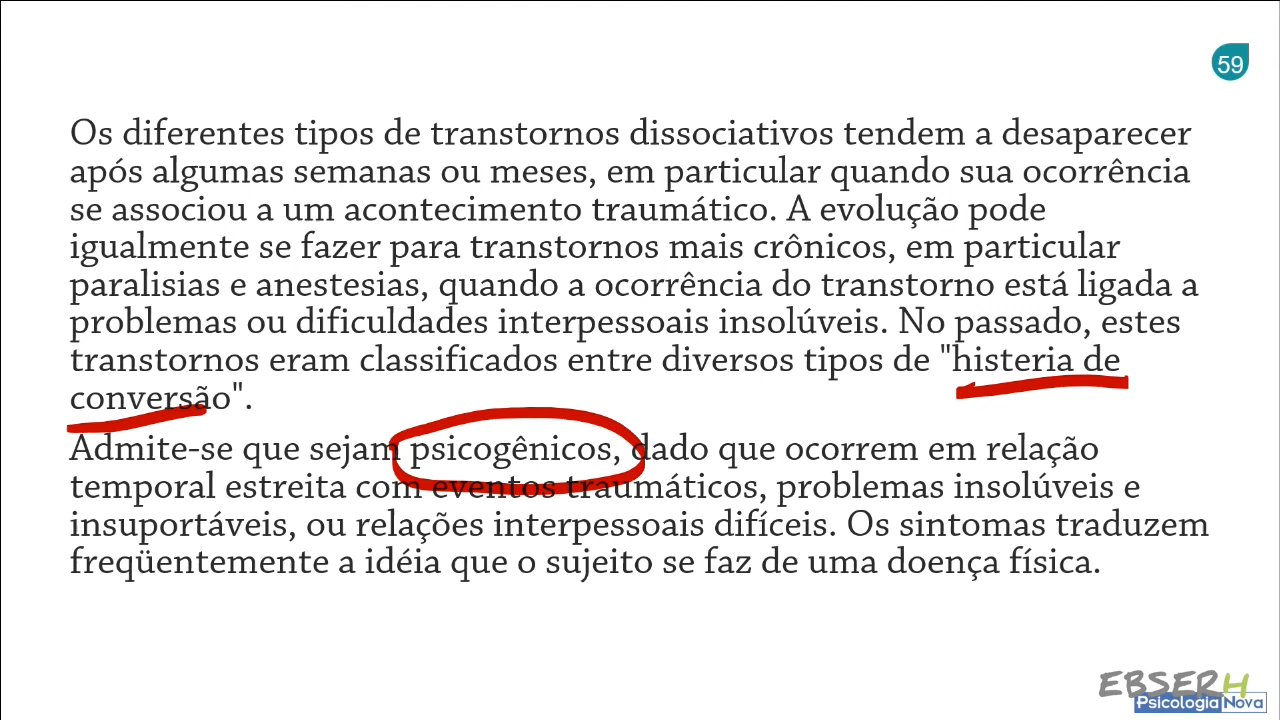 59
Os diferentes tipos de transtornos dissociativos tendem a desaparecer
após algumas semanas ou meses, em particular quando sua ocorrência
se associou a um acontecimento traumático. A evolução pode
igualmente se fazer para transtornos mais crônicos, em particular
paralisias e anestesias, quando a ocorrência do transtorno está ligada a
problemas ou dificuldades interpessoais insolúveis. No passado, estes
transtornos eram classificados entre diversos tipos de "histeria de
conversão".
Admite-se que sejam psicogênicos, dado que ocorrem em relação
temporal estreita com eventos traumáticos, problemas insolúveis e
insuportáveis, ou relações interpessoais difíceis. Os sintomas traduzem
freqüentemente a idéia que o sujeito se faz de uma doença física.
EBSERH
Psicologia Nova